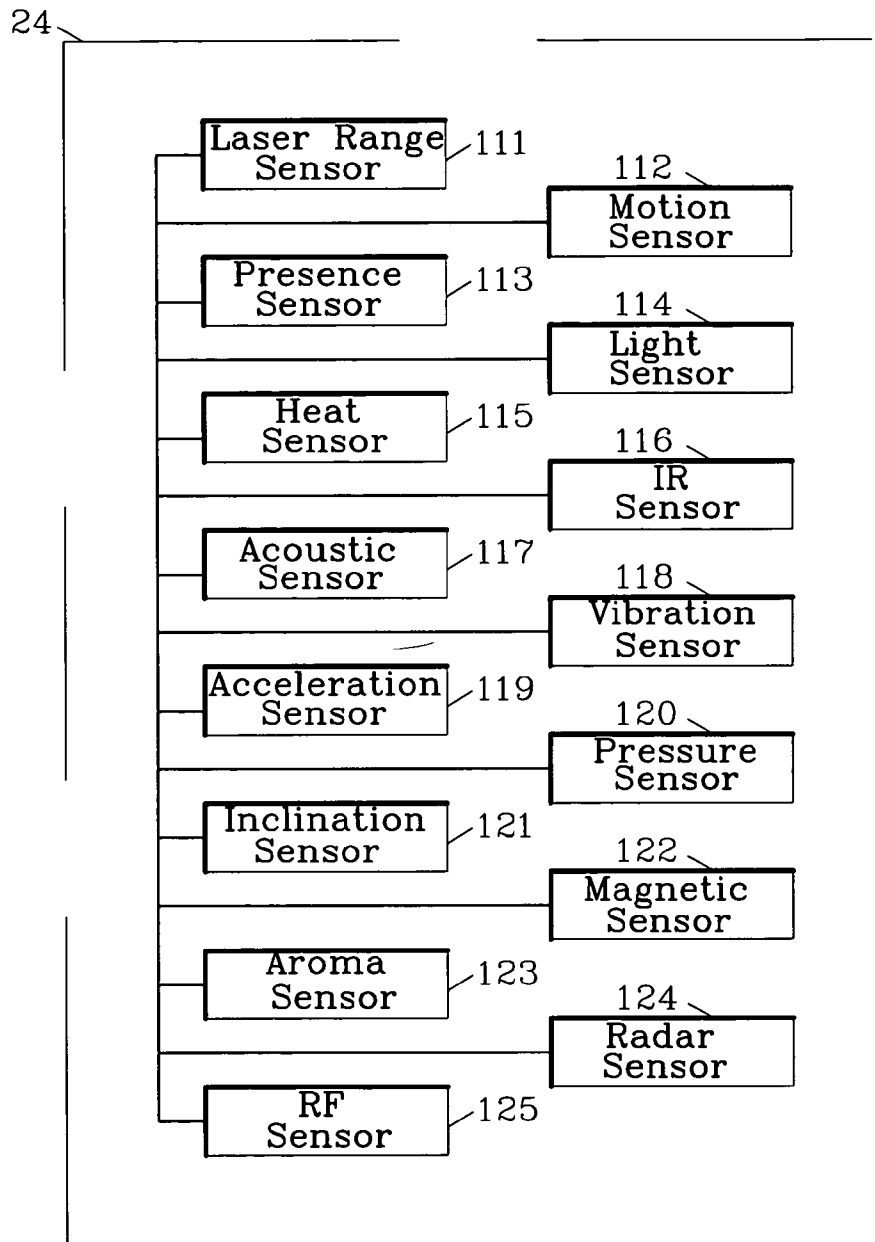 24
Laser Range
Sensor
111
112
Motion
Sensor
Presence
Sensor
113
114
Light
Sensor
Heat
Sensor
115
116
IR
Sensor
Acoustic
Sensor
117
118
Vibration
Sensor
Acceleration
Sensor
119
120
Pressure
Sensor
Inclination
Sensor
121
122
Magnetic
Sensor
Aroma
Sensor
123
124
Radar
Sensor
RF
Sensor
125